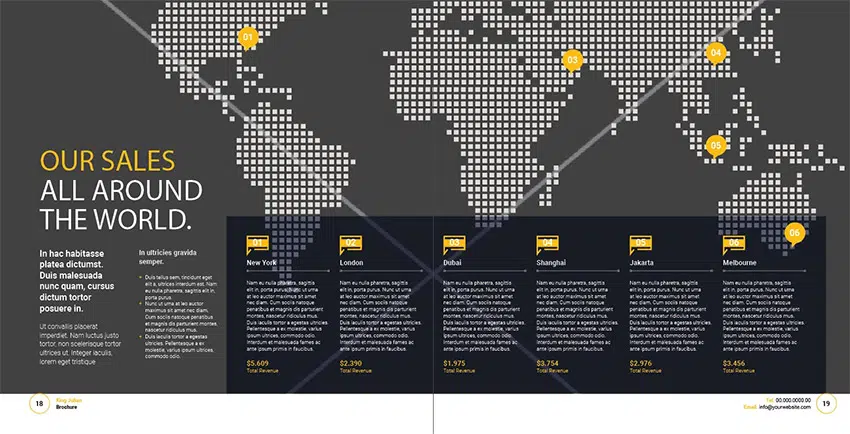 01
03
04
05
06
OUR SALES
ALL AROUND
THE WORLD.
In hac habitasse
platea dictumst.
Duis malesuada
nunc quam, cursus
dictum tortor
posuere in.
Ut convallis placerat
imperdiet. Nam luctus justo
tortor, non scelerisque tortor
ultrices ut. Integer iaculis,
lorem eget tristique
In ultricies gravida
semper.
Duis tellus sem, tincidunt eget
elit a, ultrices interdum est. Nam
eu nulla pharetra, sagittis elit in,
porta purus.
Nunc ut urna at leo auctor
maximus sit amet nec diam. Cum
sociis natoque penatibus et
magnis dis parturient montes,
nascetur ridiculus mus.
Duis iaculis tortor a egestas
ultricies. Pellentesque a ex
molestie, varius ipsum ultrices,
commodo odio.
01
New York
Nam eu nulla pharetra, sagittis
elit in, porta purus. Nunc ut urna
at leo auctor maximus sit amet
nec diam. Cum sociis natoque
penatibus et magnis dis parturient
montes, nascetur ridiculus mus.
Duis iaculis tortor a egestas ultricies.
Pellentesque a ex molestie, varius
ipsum ultrices, commodo odio.
Interdum et malesuada fames ac
ante ipsum primis in faucibus.
$5.609
Total Revenue
02
London
Nam eu nulla pharetra, sagittis
elit in, porta purus. Nunc ut urna
at leo auctor maximus sit amet
nec diam. Cum sociis natoque
penatibus et magnis dis parturient
montes, nascetur ridiculus mus.
Duis iaculis tortor a egestas ultricies.
Pellentesque a ex molestie, varius
ipsum ultrices, commodo odio.
Interdum et malesuada fames ac
ante ipsum primis in faucibus.
$2.390
Total Revenue
03
Dubai
Nam eu nulla pharetra, sagittis
elit in, porta purus. Nunc ut urna
at leo auctor maximus sit amet
nec diam. Cum sociis natoque
penatibus et magnis dis parturient
montes, nascetur ridiculus mus.
Duis iaculis tortor a egestas ultricies.
Pellentesque a ex molestie, varius
ipsum ultrices, commodo odio.
Interdum et malesuada fames ac
ante ipsum primis in faucibus.
$1.975
Total Revenue
04
Shanghai
Nam eu nulla pharetra, sagittis
elit in, porta purus. Nunc ut urna
at leo auctor maximus sit amet
nec diam. Cum sociis natoque
penatibus et magnis dis parturient
montes, nascetur ridiculus mus.
Duis iaculis tortor a egestas ultricies.
Pellentesque a ex molestie, varius
ipsum ultrices, commodo odio.
Interdum et malesuada fames ac
ante ipsum primis in faucibus.
$3.754
Total Revenue
05
Jakarta
Nam eu nulla pharetra, sagittis
elit in, porta purus. Nunc ut urna
at leo auctor maximus sit amet
nec diam. Cum sociis natoque
penatibus et magnis dis parturient
montes, nascetur ridiculus mus.
Duis iaculis tortor a egestas ultricies.
Pellentesque a ex molestie, varius
ipsum ultrices, commodo odio.
Interdum et malesuada fames ac
ante ipsum primis in faucibus.
$2.976
Total Revenue
06
Melbourne
Nam eu nulla pharetra, sagittis
elit in, porta purus. Nunc ut urna
at leo auctor maximus sit amet
nec diam. Cum sociis natoque
penatibus et magnis dis parturient
montes, nascetur ridiculus mus.
Duis iaculis tortor a egestas ultricies.
Pellentesque a ex molestie, varius
ipsum ultrices, commodo odio.
Interdum et malesuada fames ac
ante ipsum primis in faucibus.
$3.456
Total Revenue
18
King Julian
Brochure
Tel: 00.000.0000.00
Email: info@yourwebsite.com
19